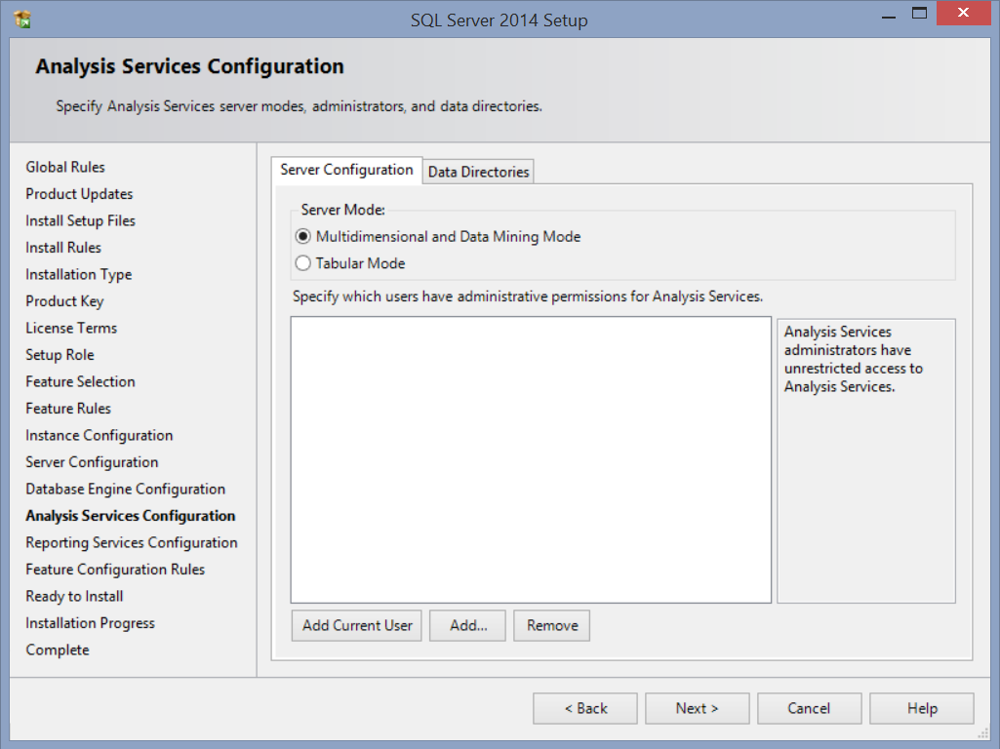 SQL Server 2014 Setup
Analysis Services Configuration
Specify Analysis Services server modes, administrators, and data directories.
Global Rules
Product Updates
Install Setup Files
Install Rules
Installation Type
Product Key
License Terms
Setup Role
Feature Selection
Feature Rules
Instance Configuration
Server Configuration
Database Engine Configuration
Analysis Services Configuration
Reporting Services Configuration
Feature Configuration Rules
Ready to Install
Installation Progress
Complete
Server Configuration
Data Directories
Server Mode:
Multidimensional and Data Mining Mode
Tabular Mode
Specify which users have administrative permissions for Analysis Services.
Analysis Services
administrators have
unrestricted access to
Analysis Services.
Add Current User
Add...
Remove
< Back
Next >
Cancel
Help